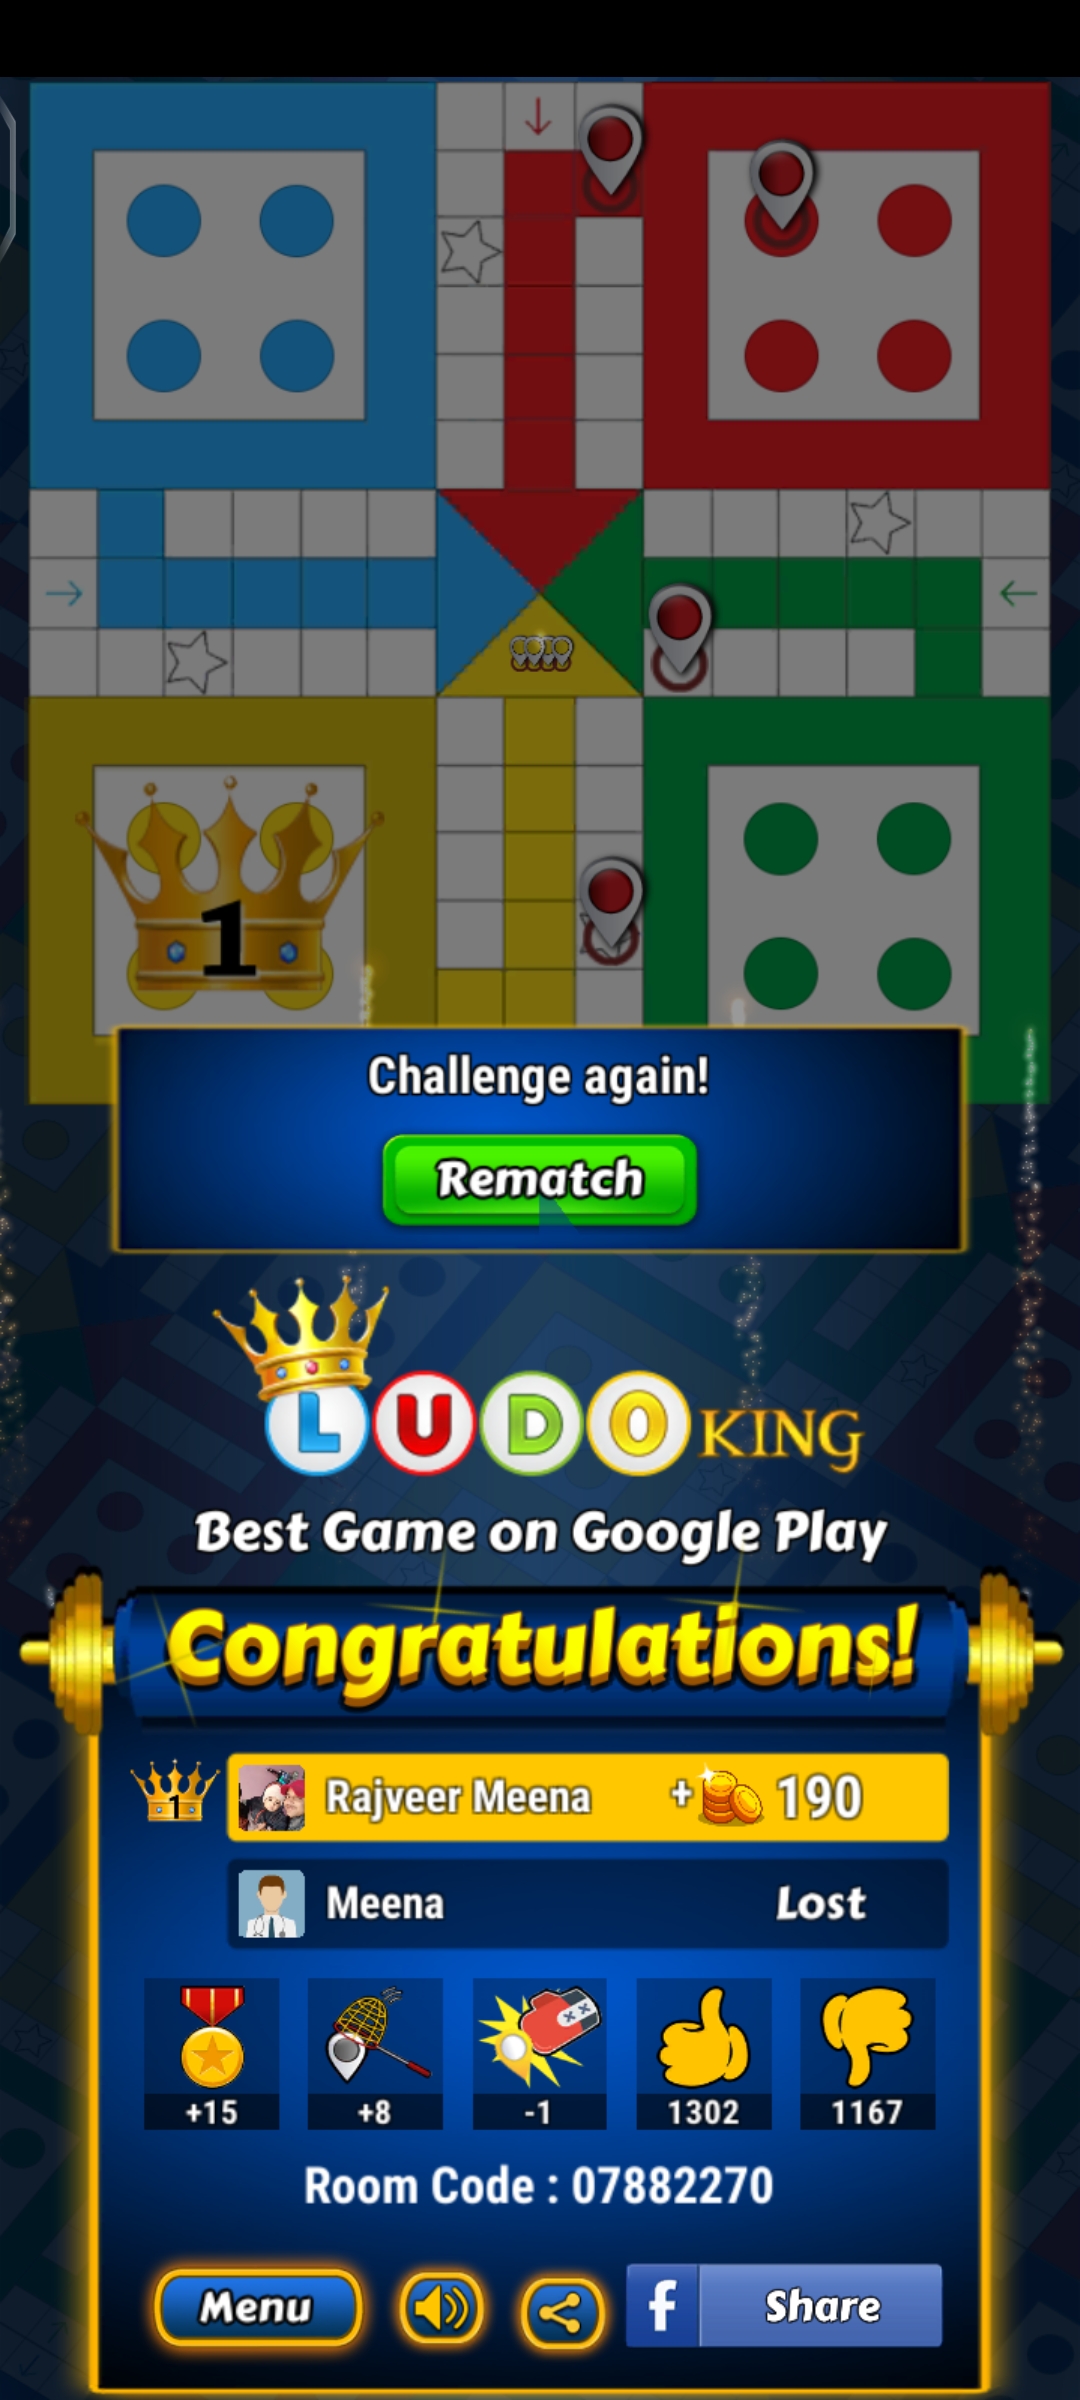 1
Challenge again!
Rematch
LUDO KING
Best Game on Google Play
Congratulations!
1 Rajveer Meena + 190
Meena Lost
+15 +8 -1 1302 1167
Room Code : 07882270
Menu f Share